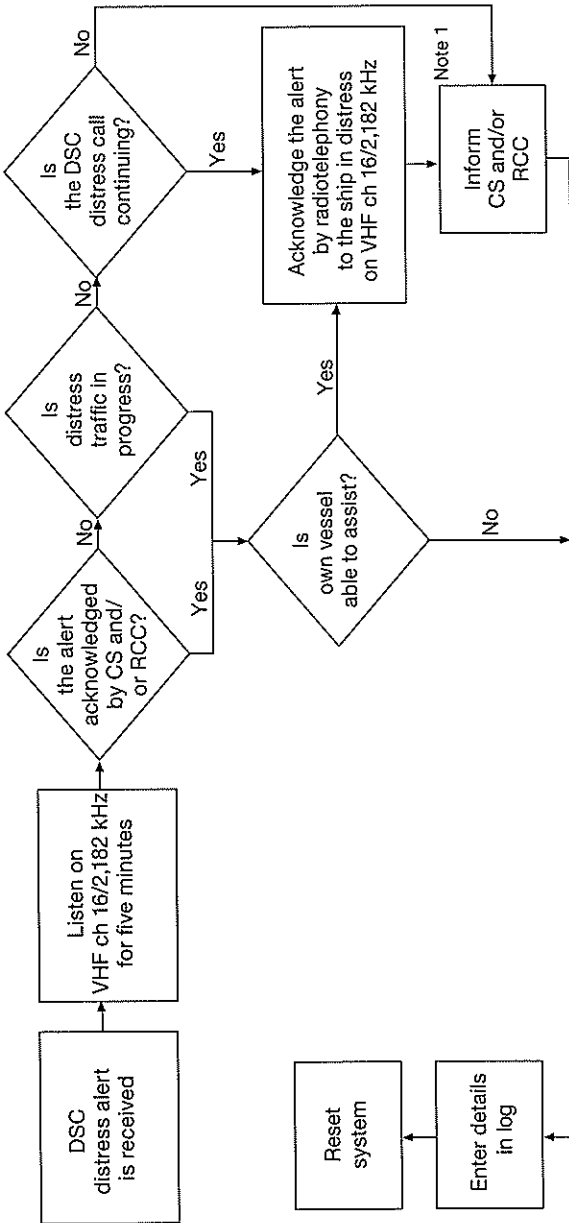 DSC
distress alert
is received
Listen on
VHF ch 16/2,182 kHz
for five minutes
Is
the alert
acknowledged
by CS and/
or RCC?
No
Yes
Is
distress
traffic in
progress?
No
Yes
Is
the DSC
distress call
continuing?
No
Yes
Is
own vessel
able to assist?
Yes
No
Acknowledge the alert
by radiotelephony
to the ship in distress
on VHF ch 16/2,182 kHz
Note 1
Inform
CS and/or
RCC
Reset
system
Enter details
in log